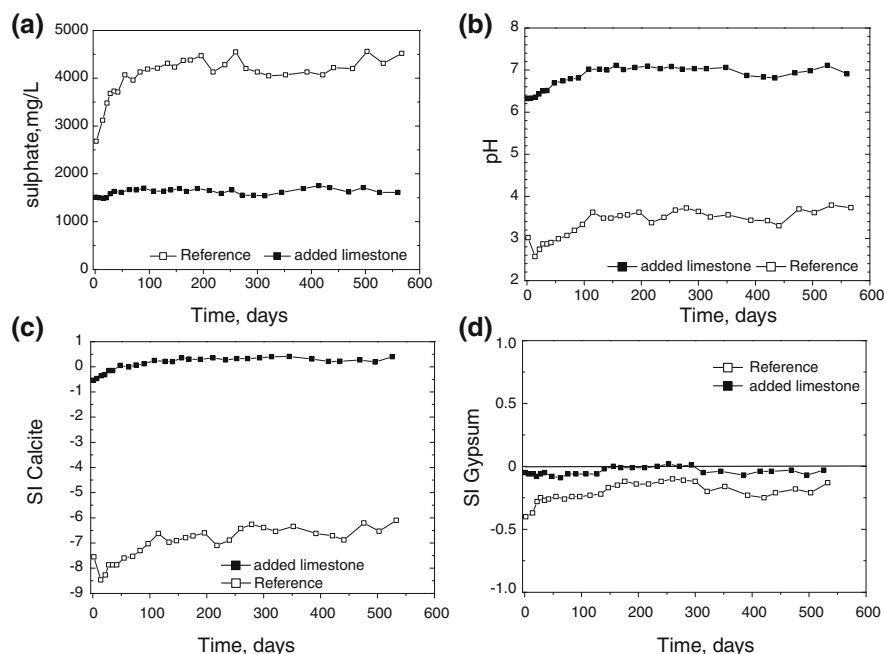 (a)
5000
4000
3000
2000
1000
0
sulphate,mg/L
Reference
added limestone
0 100 200 300 400 500 600
Time, days
(b)
8
7
6
5
4
3
2
pH
added limestone
Reference
0 100 200 300 400 500 600
Time, days
(c)
1
0
-1
-2
-3
-4
-5
-6
-7
-8
-9
SI Calcite
added limestone
Reference
0 100 200 300 400 500 600
Time, days
(d)
1.0
0.5
0
-0.5
-1.0
SI Gypsum
Reference
added limestone
0 100 200 300 400 500 600
Time, days